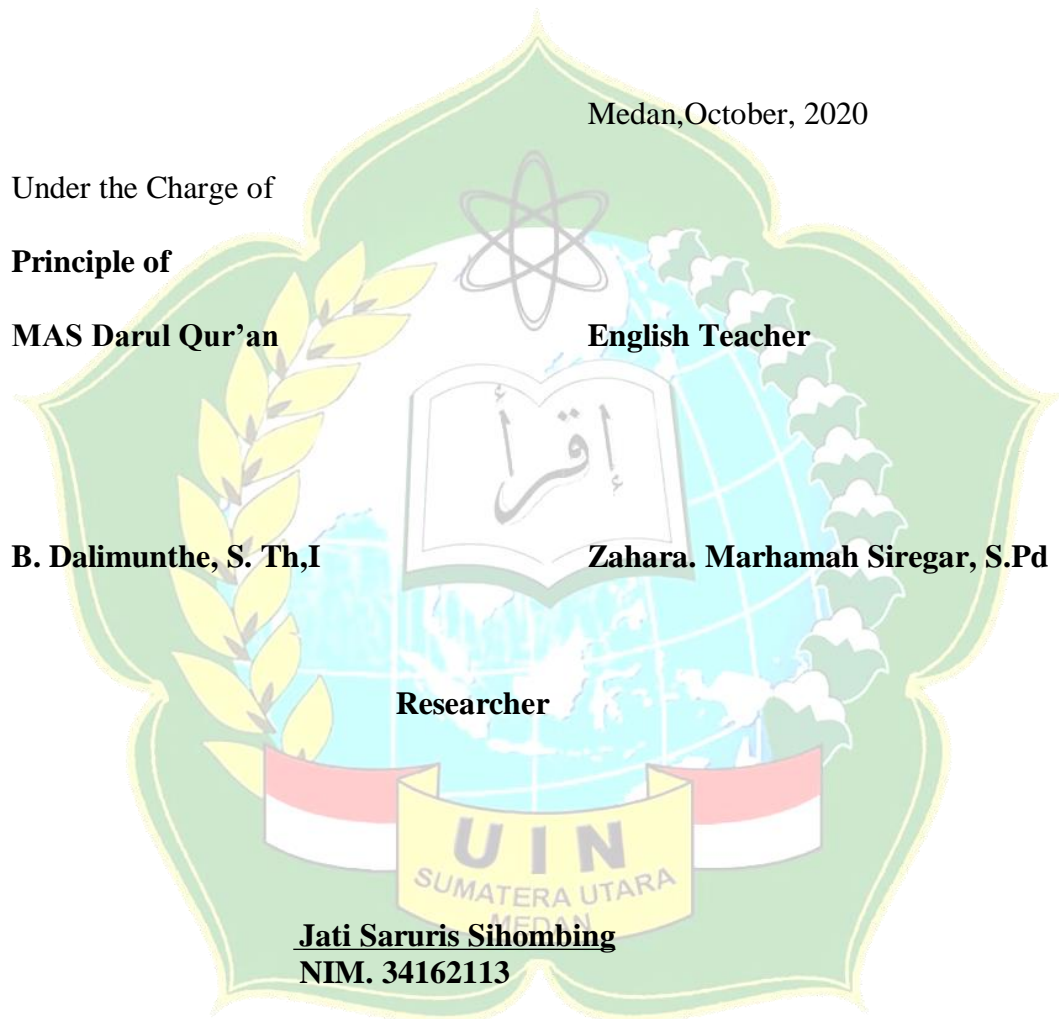 Medan,October, 2020
Under the Charge of
Principle of
MAS Darul Qur’an English Teacher
إقرأ
B. Dalimunthe, S. Th,I Zahara. Marhamah Siregar, S.Pd
Researcher
UIN
SUMATERA UTARA
MEDAN
Jati Saruris Sihombing
NIM. 34162113